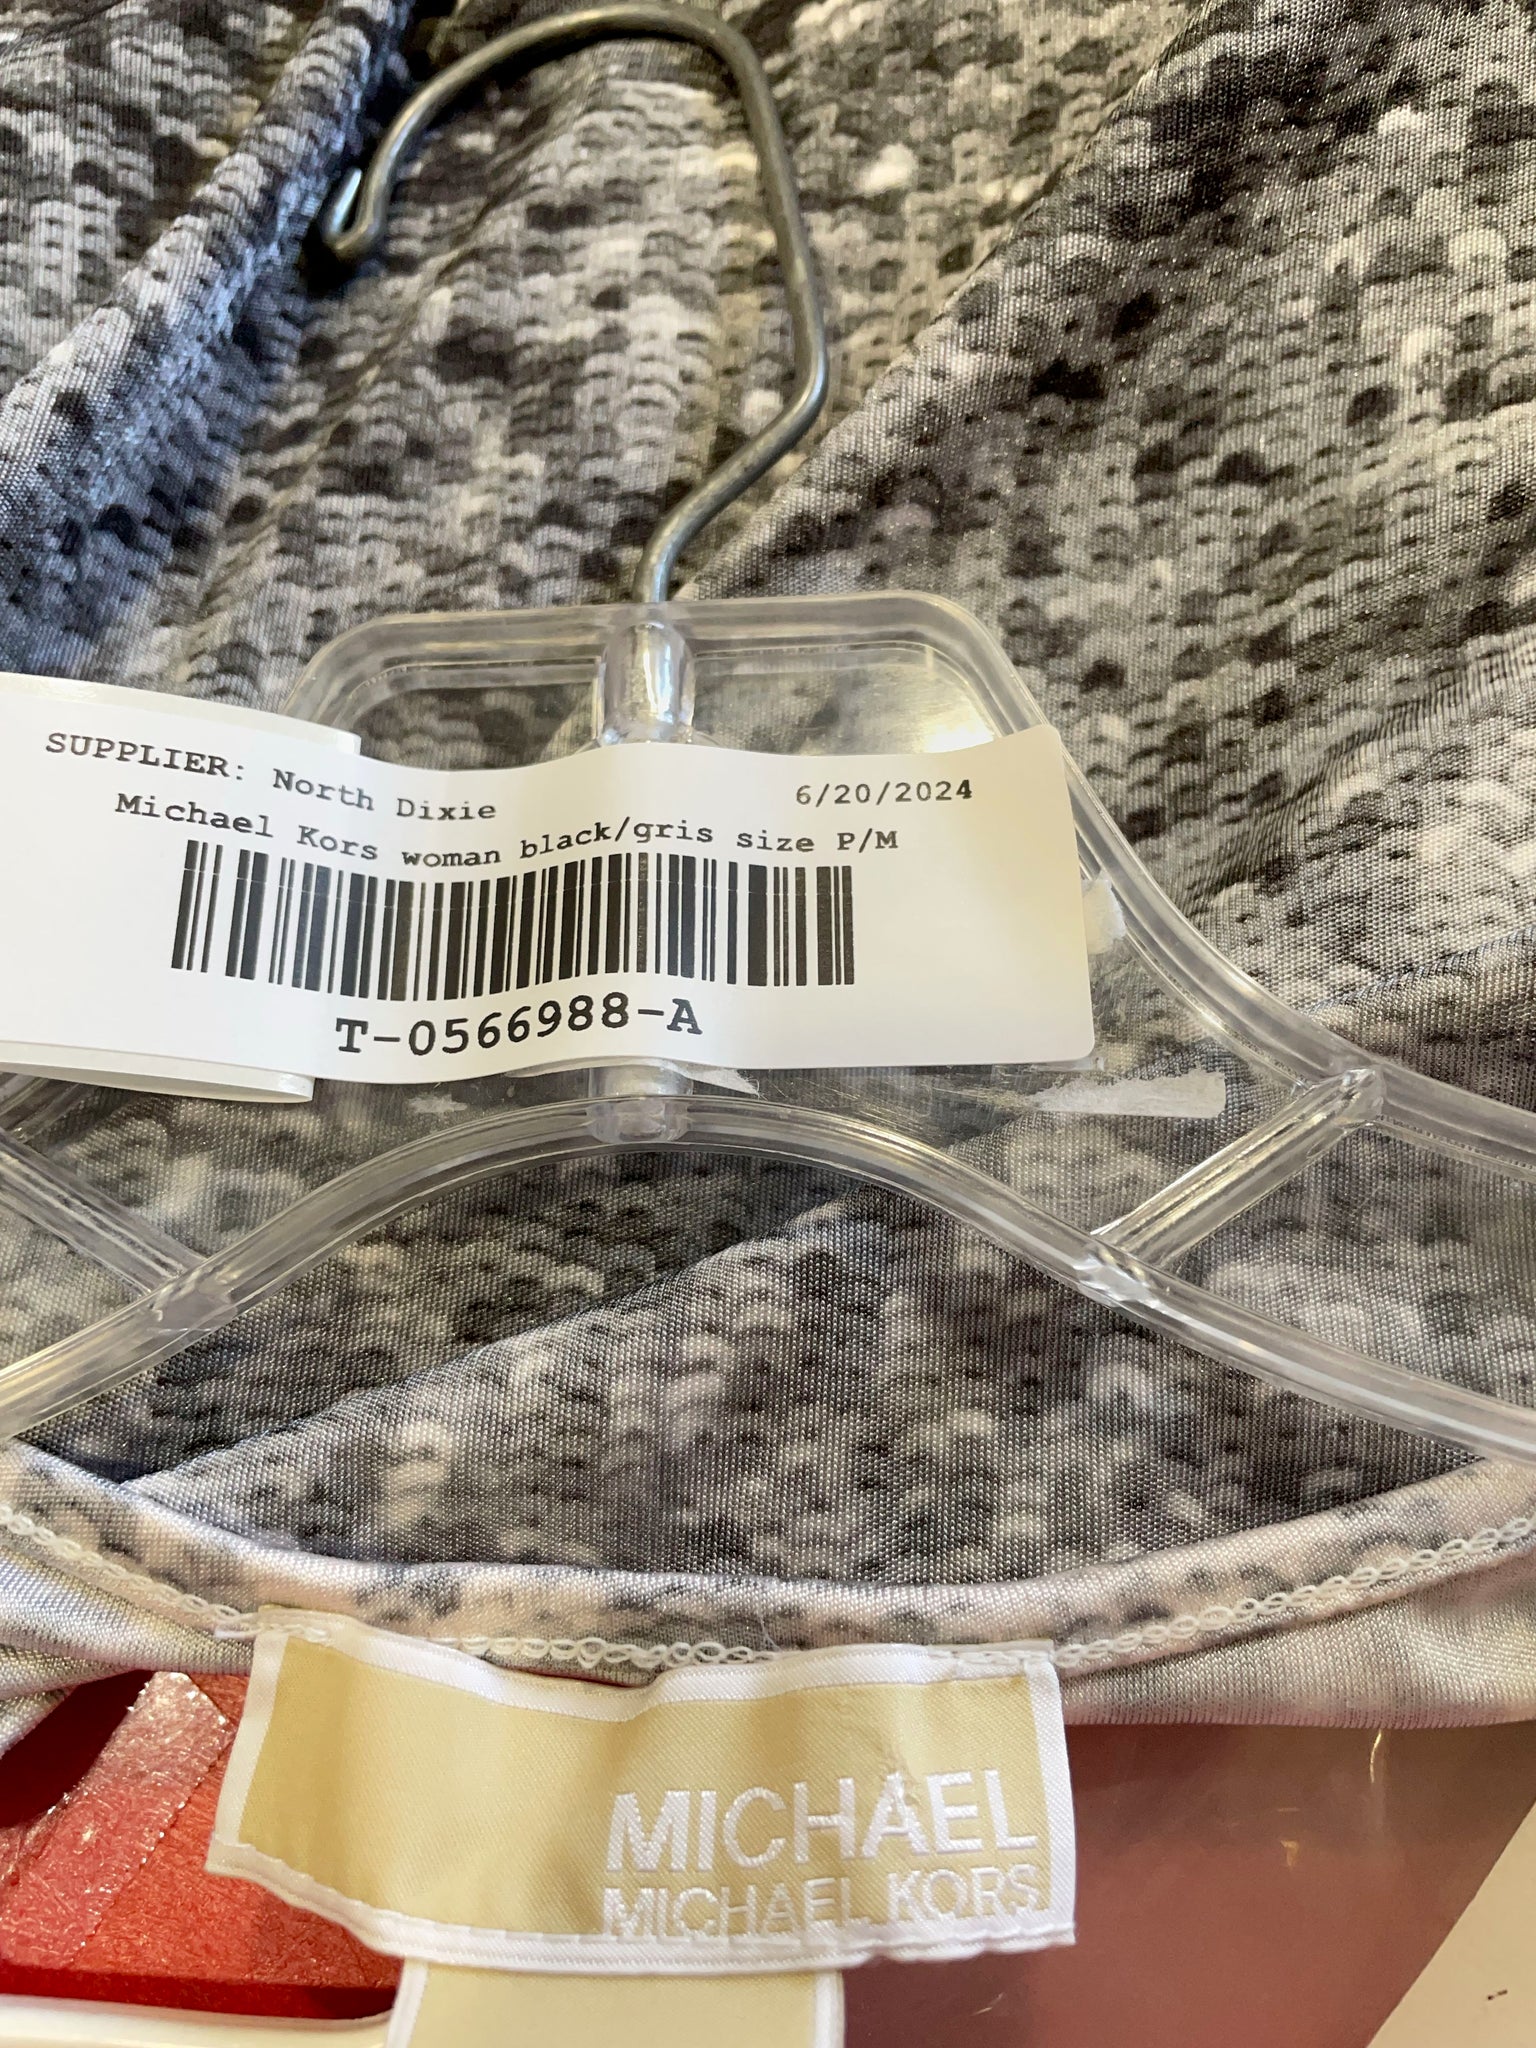 SUPPLIER: North Dixie
6/20/2024
Michael Kors woman black/gris size P/M
T-0566988-A
MICHAEL
MICHAEL KORS